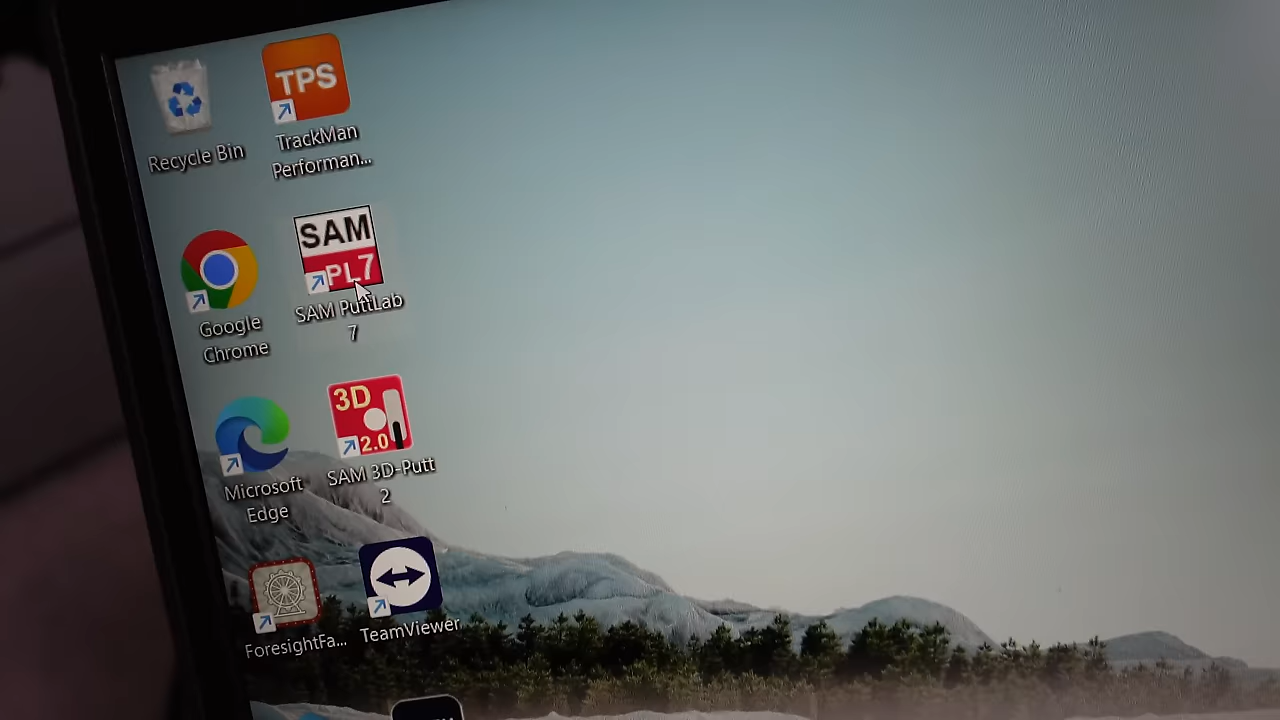 Recycle Bin
TPS
TrackMan
Performan...
Google
Chrome
SAM
PL7
SAM PuttLab
7
Microsoft
Edge
3D
2.0
SAM 3D-Putt
2
ForesightFa...
TeamViewer